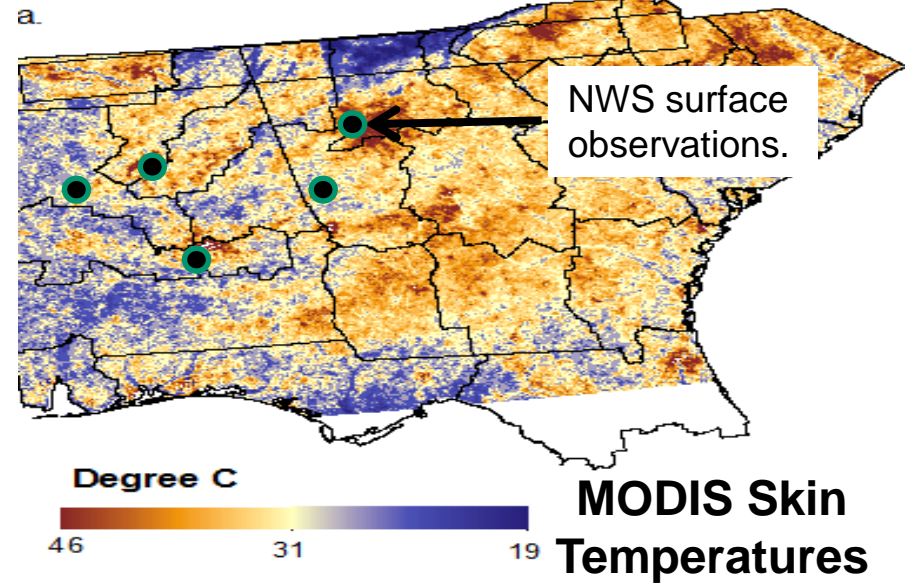 a.
NWS surface
observations.
Degree C
46 31 19
MODIS Skin
Temperatures